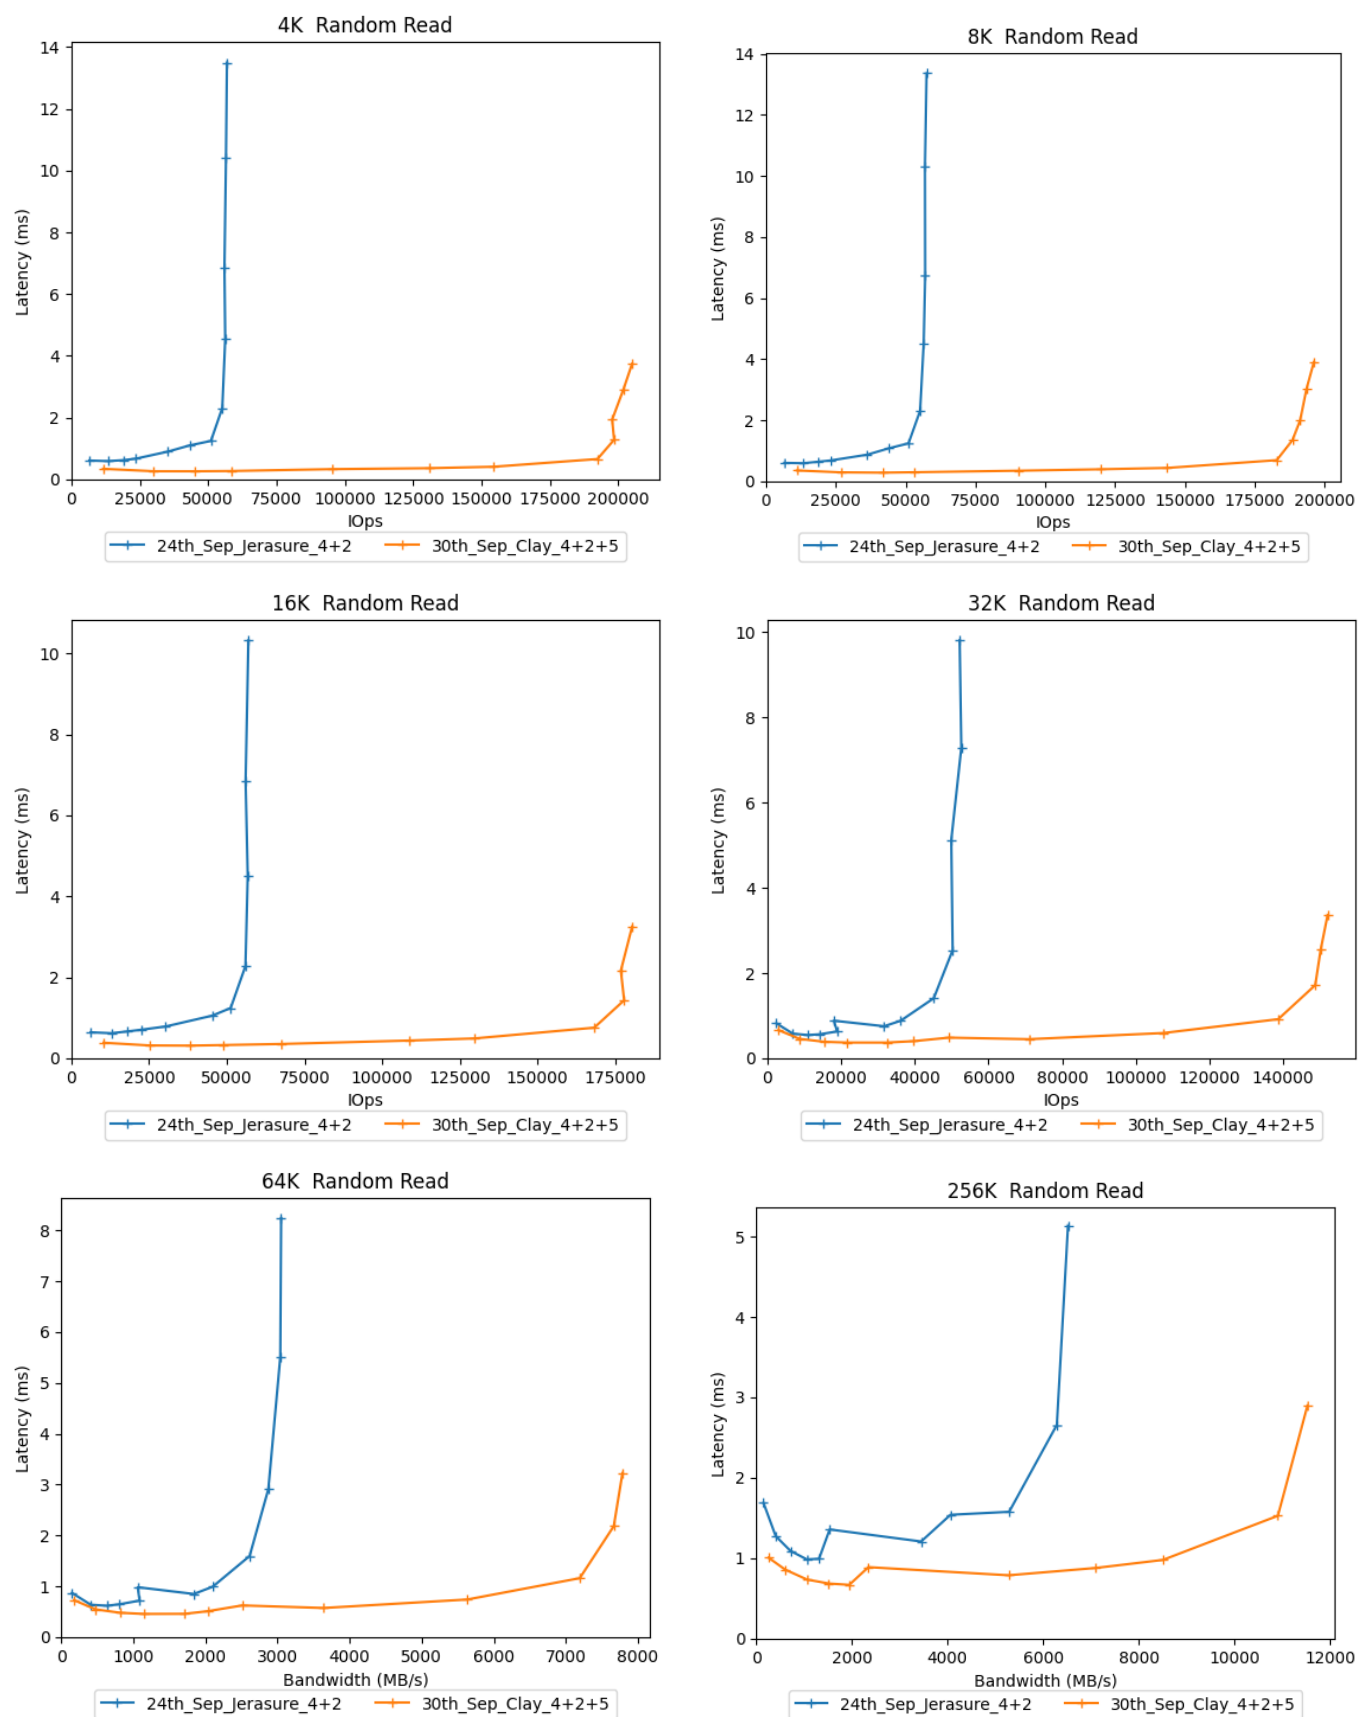 4K  Random Read
14
12
10
8
6
4
2
0
Latency (ms)
0 25000 50000 75000 100000 125000 150000 175000 200000
IOps
24th_Sep_Jerasure_4+2 30th_Sep_Clay_4+2+5
8K  Random Read
14
12
10
8
6
4
2
0
Latency (ms)
0 25000 50000 75000 100000 125000 150000 175000 200000
IOps
24th_Sep_Jerasure_4+2 30th_Sep_Clay_4+2+5
16K  Random Read
10
8
6
4
2
0
Latency (ms)
0 25000 50000 75000 100000 125000 150000 175000
IOps
24th_Sep_Jerasure_4+2 30th_Sep_Clay_4+2+5
32K  Random Read
10
8
6
4
2
0
Latency (ms)
0 20000 40000 60000 80000 100000 120000 140000
IOps
24th_Sep_Jerasure_4+2 30th_Sep_Clay_4+2+5
64K  Random Read
8
7
6
5
4
3
2
1
0
Latency (ms)
0 1000 2000 3000 4000 5000 6000 7000 8000
Bandwidth (MB/s)
24th_Sep_Jerasure_4+2 30th_Sep_Clay_4+2+5
256K  Random Read
5
4
3
2
1
0
Latency (ms)
0 2000 4000 6000 8000 10000 12000
Bandwidth (MB/s)
24th_Sep_Jerasure_4+2 30th_Sep_Clay_4+2+5